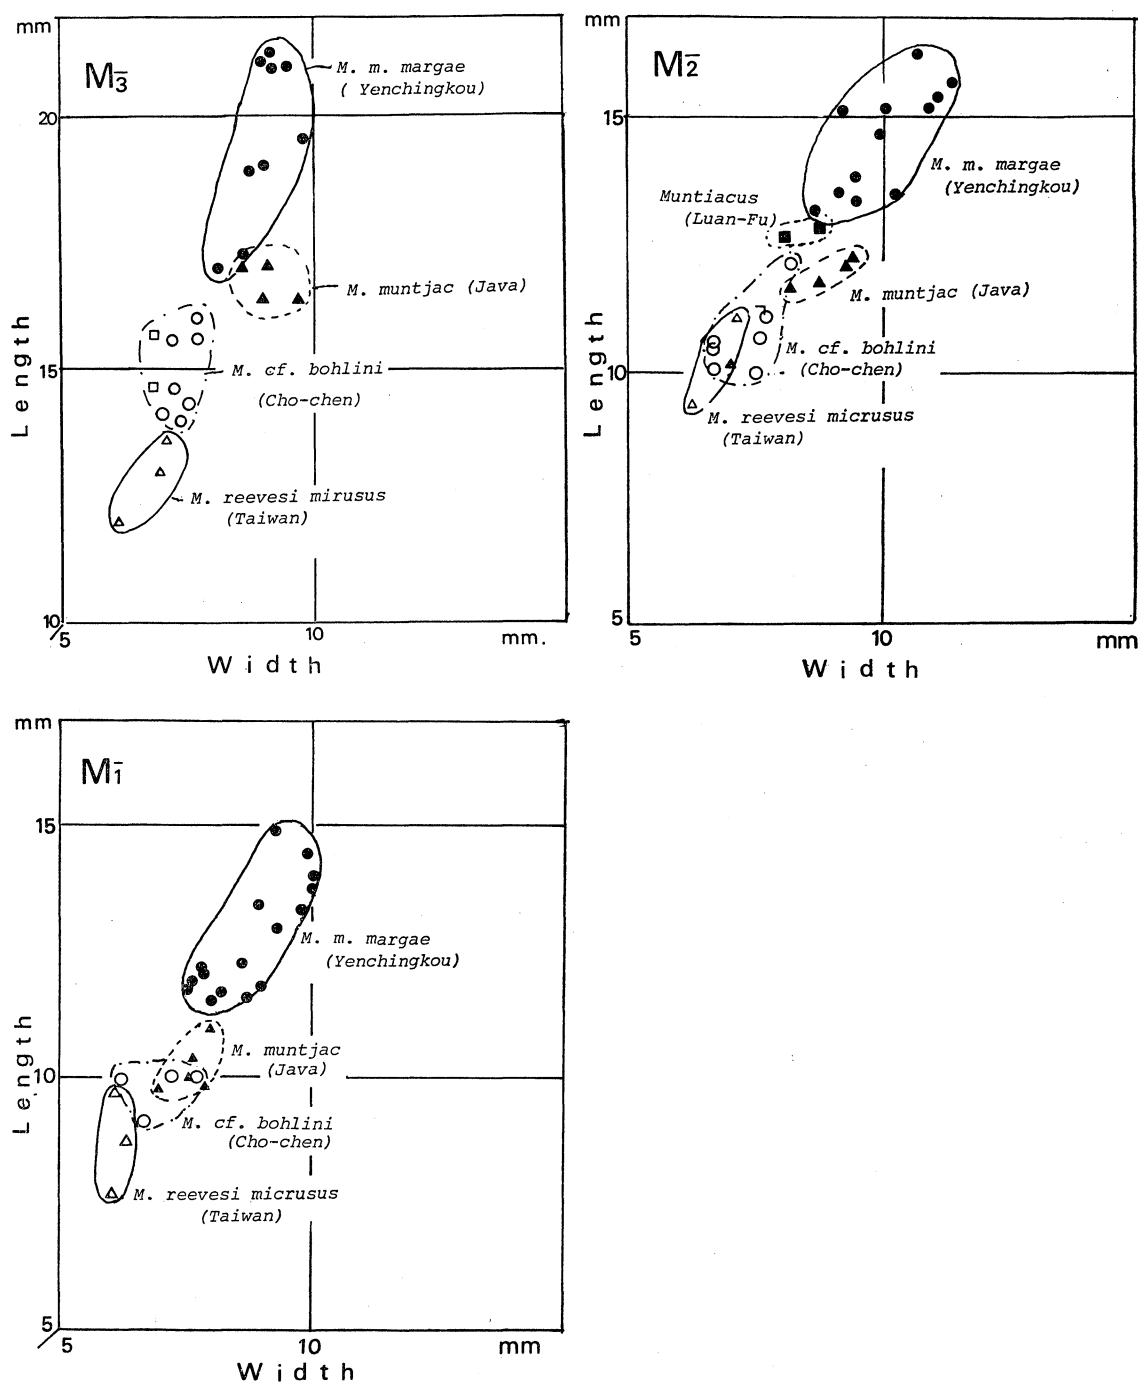 mm
M3̄
M. m. margae
( Yenchingkou)
20
M. muntjac (Java)
15
M. cf. bohlini
(Cho-chen)
M. reevesi mirusus
(Taiwan)
10
5
10
mm.
Length
Width
mm
M2̄
15
M. m. margae
(Yenchingkou)
Muntiacus
(Luan-Fu)
M. muntjac (Java)
M. cf. bohlini
(Cho-chen)
10
M. reevesi micrusus
(Taiwan)
5
5
10
mm
Length
Width
mm
M1̄
15
M. m. margae
(Yenchingkou)
M. muntjac
(Java)
10
M. cf. bohlini
(Cho-chen)
M. reevesi micrusus
(Taiwan)
5
5
10
mm
Length
Width